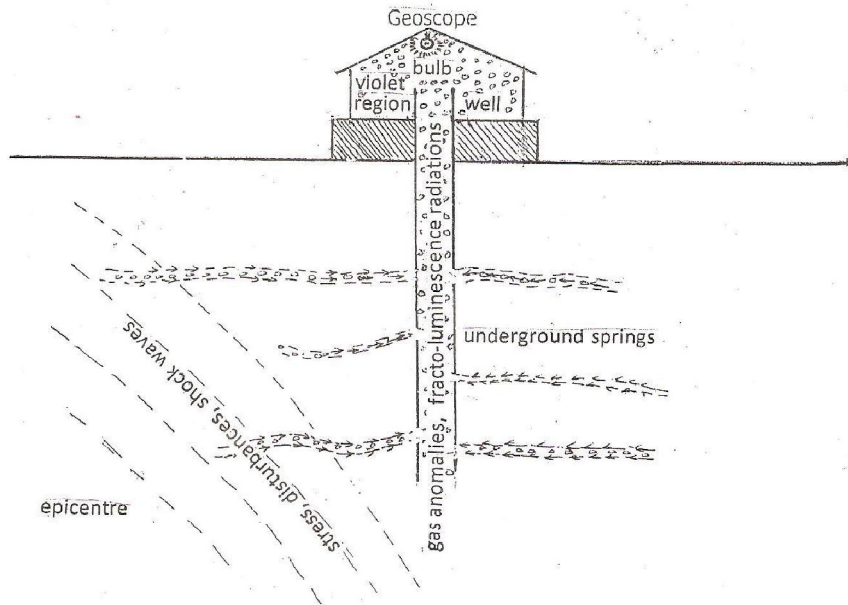 Geoscope
bulb
violet
region
well
gas anomalies, fracto-luminescence radiations
underground springs
stress, disturbances, shock waves
epicentre